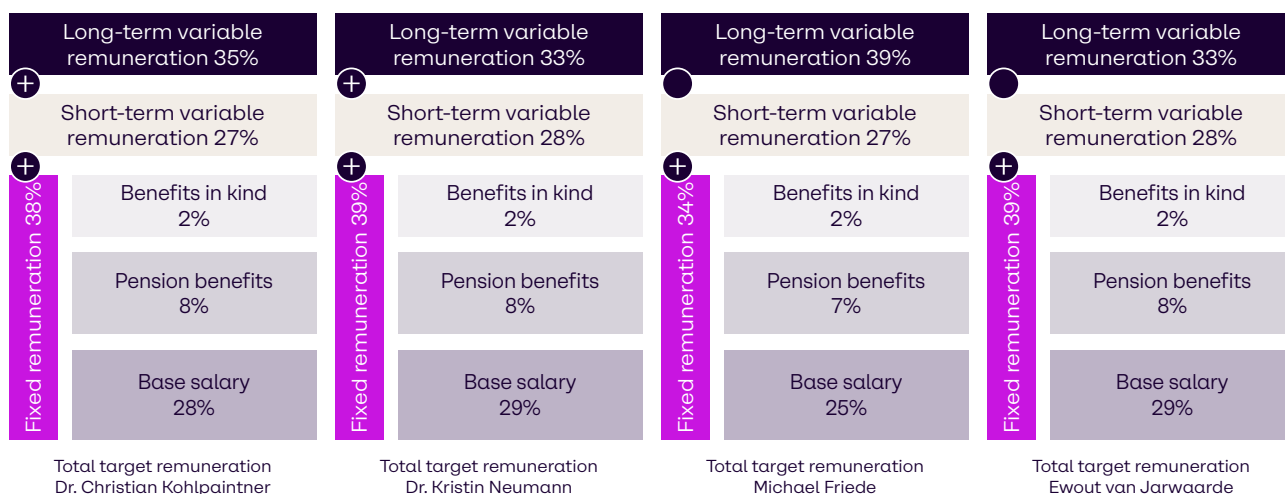 Long-term variable
remuneration 35%
Short-term variable
remuneration 27%
Fixed remuneration 38%
Benefits in kind
2%
Pension benefits
8%
Base salary
28%
Total target remuneration
Dr. Christian Kohlpaintner
Long-term variable
remuneration 33%
Short-term variable
remuneration 28%
Fixed remuneration 39%
Benefits in kind
2%
Pension benefits
8%
Base salary
29%
Total target remuneration
Dr. Kristin Neumann
Long-term variable
remuneration 39%
Short-term variable
remuneration 27%
Fixed remuneration 34%
Benefits in kind
2%
Pension benefits
7%
Base salary
25%
Total target remuneration
Michael Friede
Long-term variable
remuneration 33%
Short-term variable
remuneration 28%
Fixed remuneration 39%
Benefits in kind
2%
Pension benefits
8%
Base salary
29%
Total target remuneration
Ewout van Jarwaarde